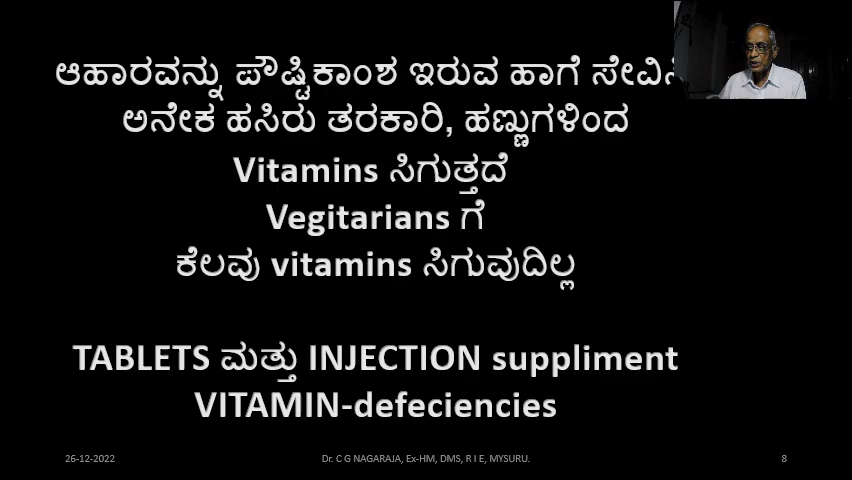 ಆಹಾರವನ್ನು ಪೌಷ್ಟಿಕಾಂಶ ಇರುವ ಹಾಗೆ
ಅನೇಕ ಹಸಿರು ತರಕಾರಿ, ಹಣ್ಣುಗಳಿಂದ
Vitamins ಸಿಗುತ್ತದೆ
Vegitarians ಗೆ
ಕೆಲವು vitamins ಸಿಗುವುದಿಲ್ಲ
TABLETS ಮತ್ತು INJECTION suppliment
VITAMIN-defeciencies
26-12-2022 Dr. C G NAGARAJA, Ex-HM, DMS, R I E, MYSURU. 8